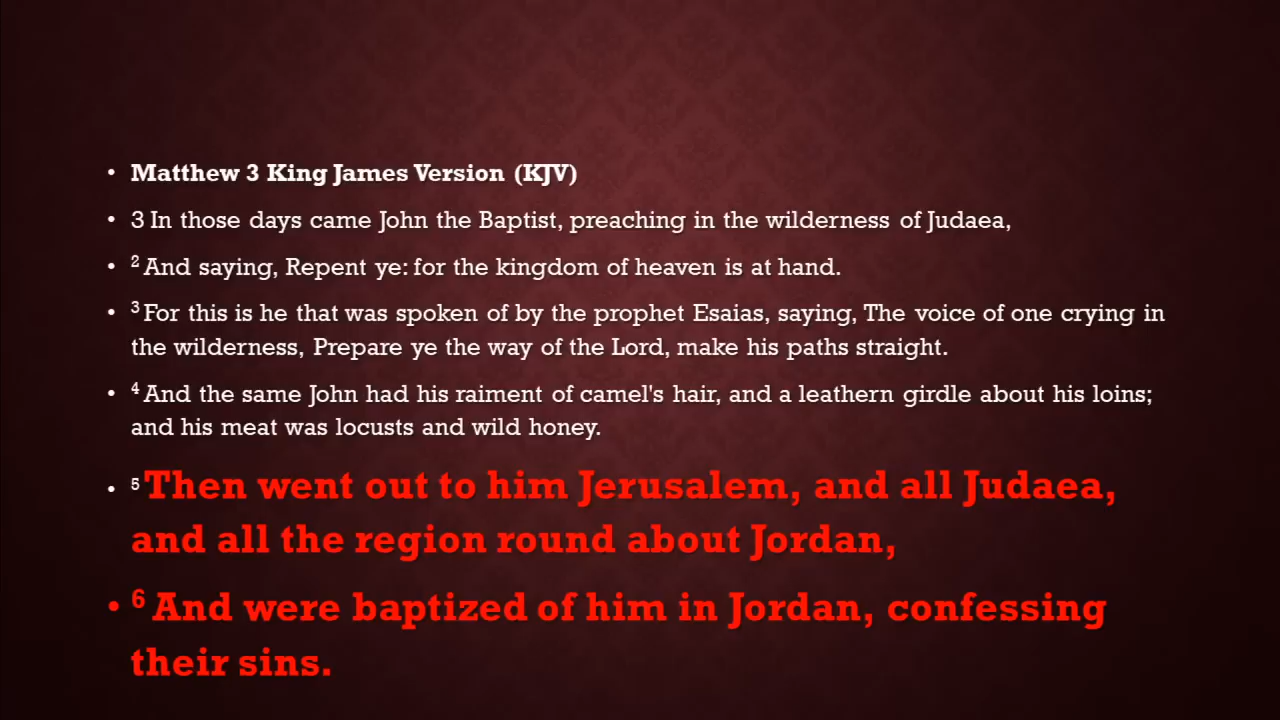 • Matthew 3 King James Version (KJV)
• 3 In those days came John the Baptist, preaching in the wilderness of Judaea,
• 2 And saying, Repent ye: for the kingdom of heaven is at hand.
• 3 For this is he that was spoken of by the prophet Esaias, saying, The voice of one crying in
the wilderness, Prepare ye the way of the Lord, make his paths straight.
• 4 And the same John had his raiment of camel's hair, and a leathern girdle about his loins;
and his meat was locusts and wild honey.
• 5 Then went out to him Jerusalem, and all Judaea,
and all the region round about Jordan,
• 6 And were baptized of him in Jordan, confessing
their sins.